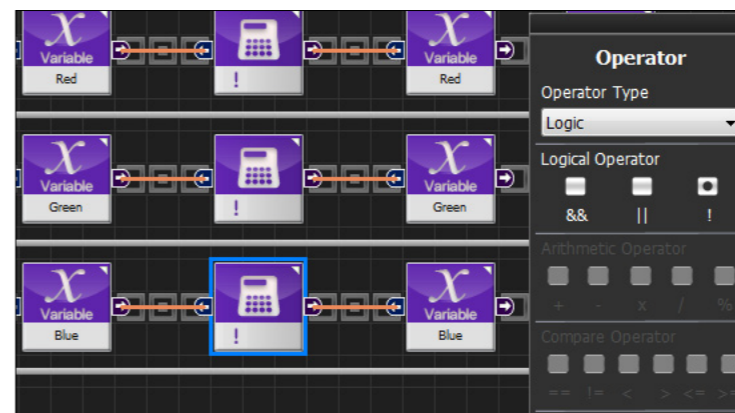 Variable
Red
!
Variable
Red
Variable
Green
!
Variable
Green
Variable
Blue
!
Variable
Blue
Operator
Operator Type
Logic
Logical Operator
&& || !
Arithmetic Operator
+ - x / %
Compare Operator
== != < > <= >=